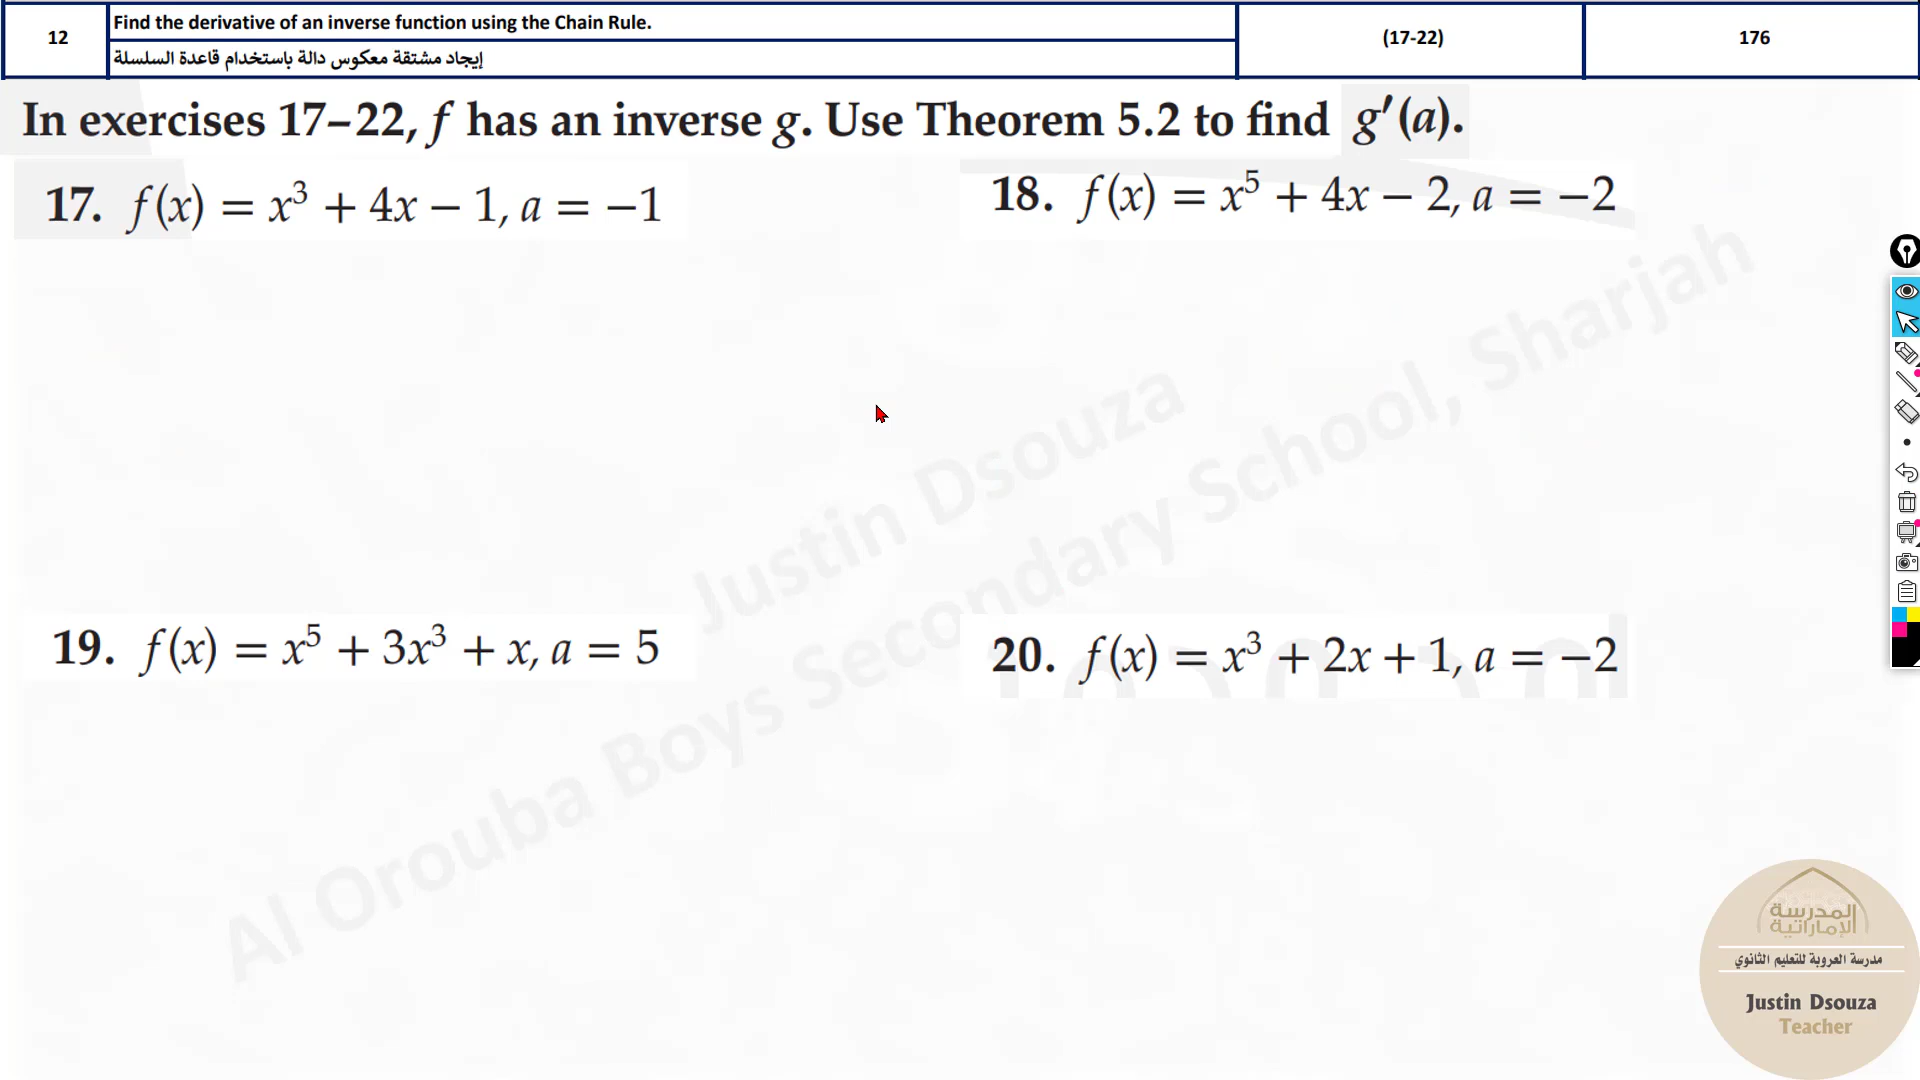 12
Find the derivative of an inverse function using the Chain Rule.
إيجاد مشتقة معكوس دالة باستخدام قاعدة السلسلة
(17-22)
176
In exercises 17–22, f has an inverse g. Use Theorem 5.2 to find g′(a).
17. f(x) = x³ + 4x − 1, a = −1
18. f(x) = x⁵ + 4x − 2, a = −2
19. f(x) = x⁵ + 3x³ + x, a = 5
20. f(x) = x³ + 2x + 1, a = −2
Justin Dsouza
Al Orouba Boys Secondary School, Sharjah
المدرسة
الإماراتية
مدرسة العروبة للتعليم الثانوي
Justin Dsouza
Teacher